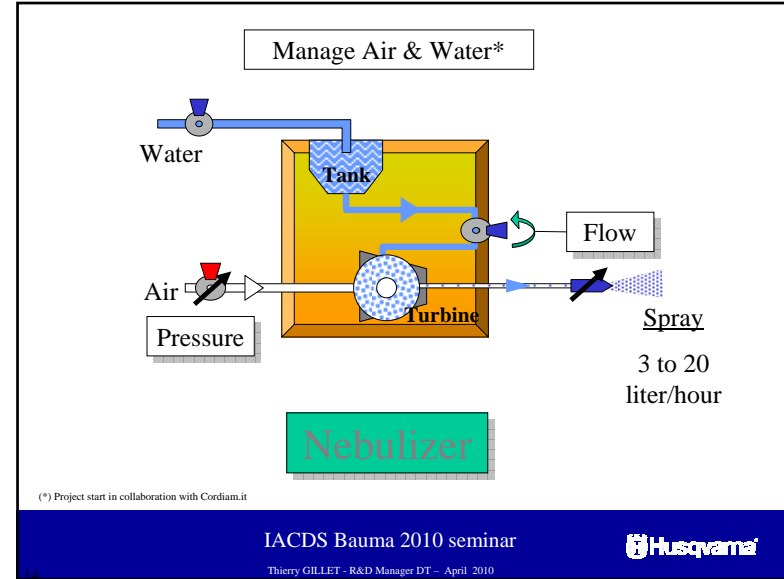 Manage Air & Water*
Water
Tank
Flow
Air
Turbine
Pressure
Spray
3 to 20
liter/hour
Nebulizer
(*) Project start in collaboration with Cordiam.it
IACDS Bauma 2010 seminar
Husqvarna
Thierry GILLET - R&D Manager DT – April 2010